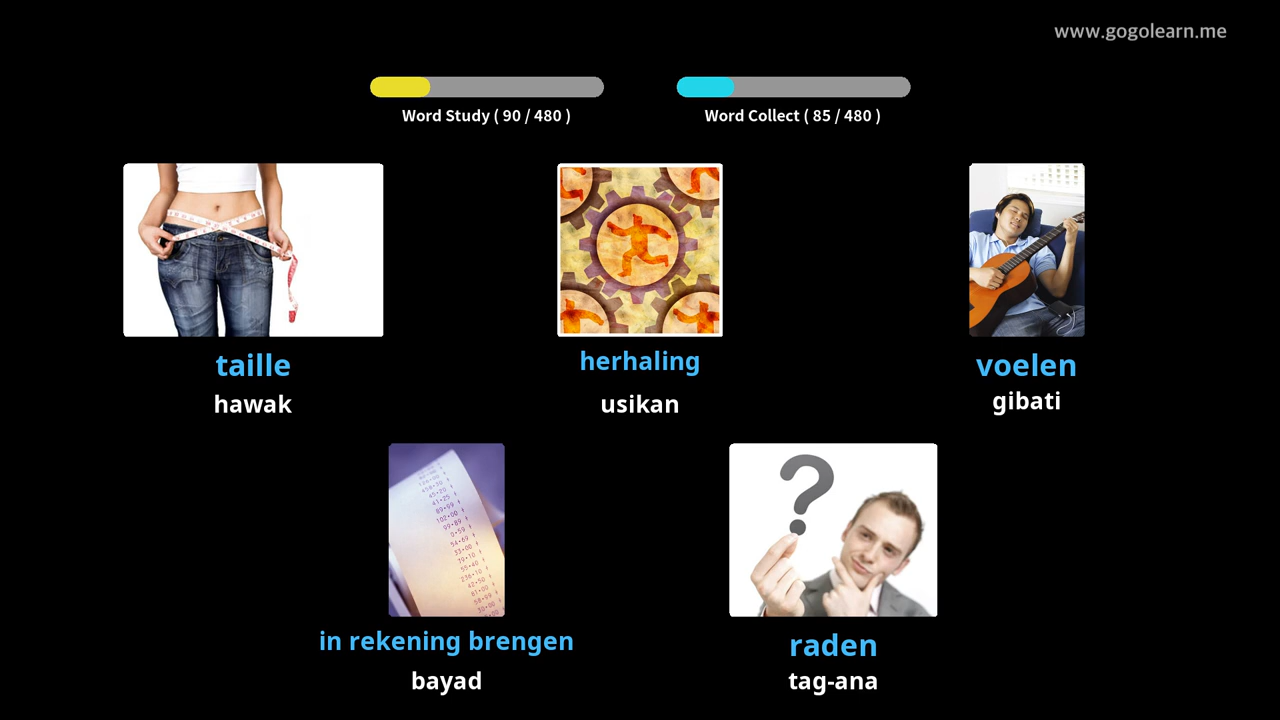 www.gogolearn.me
Word Study ( 90 / 480 )
Word Collect ( 85 / 480 )
taille
hawak
herhaling
usikan
voelen
gibati
in rekening brengen
bayad
raden
tag-ana